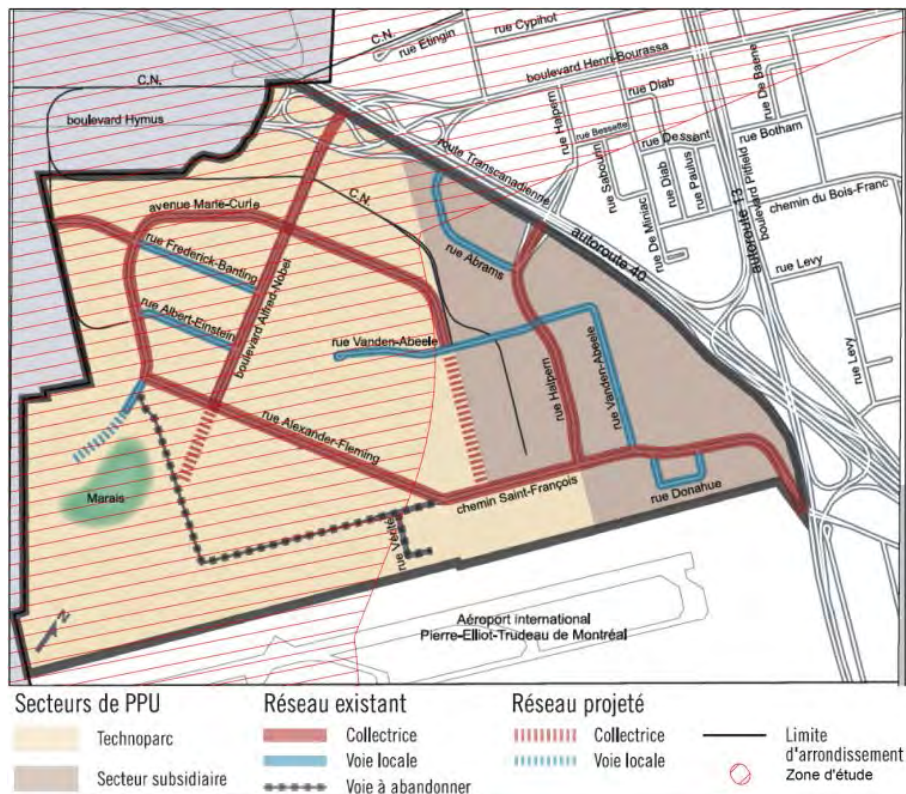 C.N.
rue Cypihot
rue Etingin
boulevard Henri-Bourassa
C.N.
boulevard Hymus
rue Halpern
rue Diab
rue De Baene
rue Bessette
rue Dessant
rue Botham
rue Sabourin
rue Diab
rue Paulus
rue De Miniac
route Transcanadienne
autoroute 13
boulevard Pitfield
chemin du Bois-Franc
C.N.
avenue Marie-Curie
rue Frederick-Banting
rue Abrams
autoroute 40
rue Levy
rue Albert-Einstein
boulevard Alfred-Nobel
rue Vanden-Abeele
rue Halpern
rue Vanden-Abeele
rue Levy
rue Alexander-Fleming
Marais
chemin Saint-François
rue Donahue
rue Vérité
N
Aéroport international
Pierre-Elliot-Trudeau de Montréal
Secteurs de PPU
Technoparc
Secteur subsidiaire
Réseau existant
Collectrice
Voie locale
Voie à abandonner
Réseau projeté
Collectrice
Voie locale
Limite
d'arrondissement
Zone d'étude